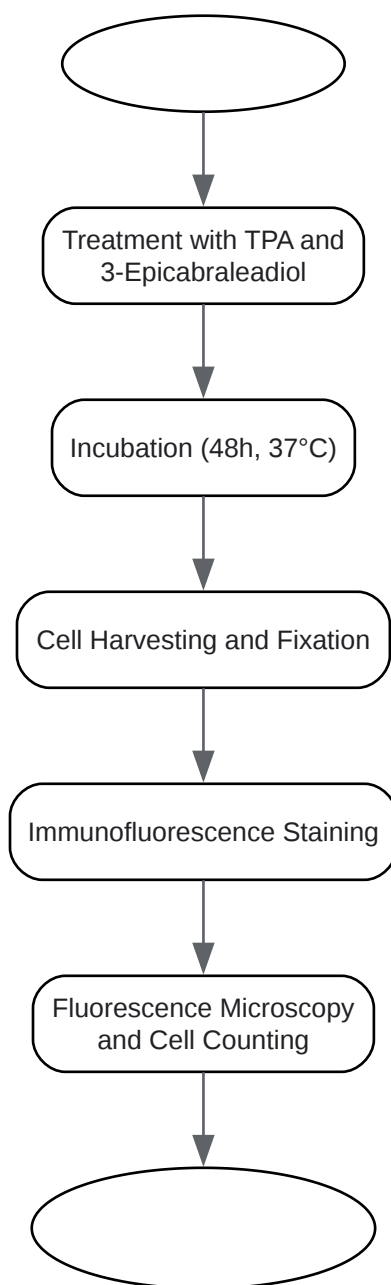 Treatment with TPA and
3-Epicabraleadiol
Incubation (48h, 37°C)
Cell Harvesting and Fixation
Immunofluorescence Staining
Fluorescence Microscopy
and Cell Counting